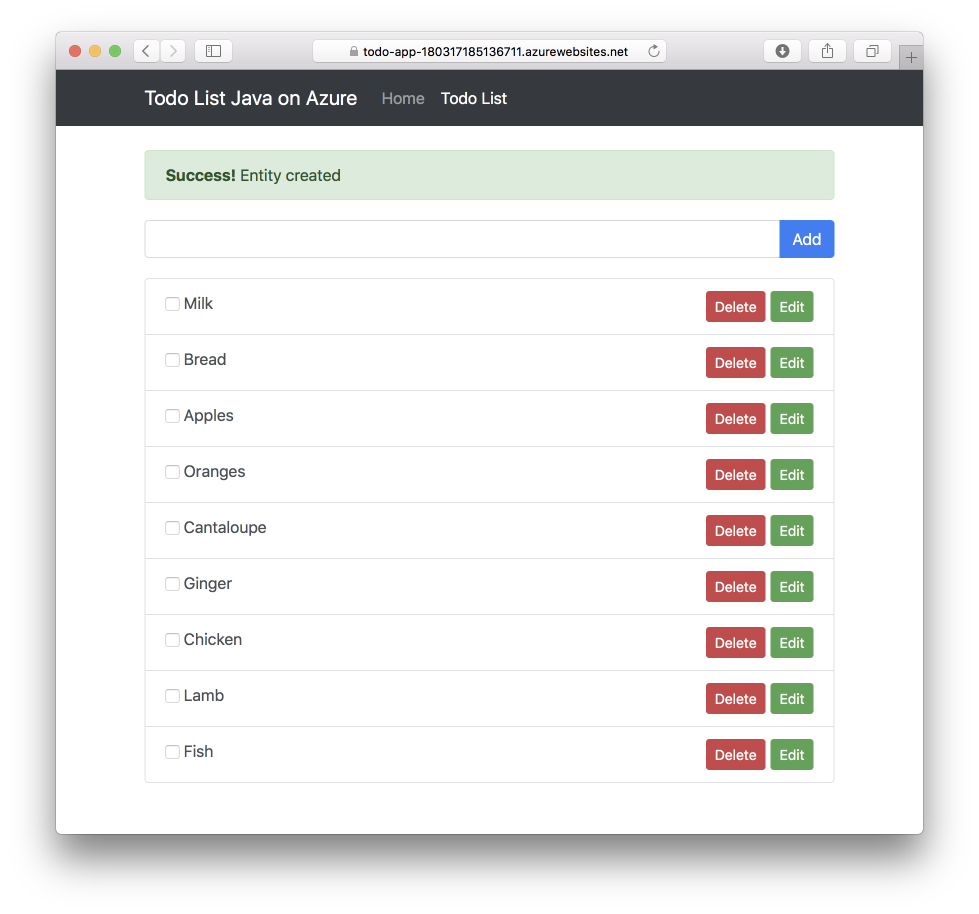 todo-app-180317185136711.azurewebsites.net
Todo List Java on Azure Home Todo List
Success! Entity created
Add
Milk Delete Edit
Bread Delete Edit
Apples Delete Edit
Oranges Delete Edit
Cantaloupe Delete Edit
Ginger Delete Edit
Chicken Delete Edit
Lamb Delete Edit
Fish Delete Edit